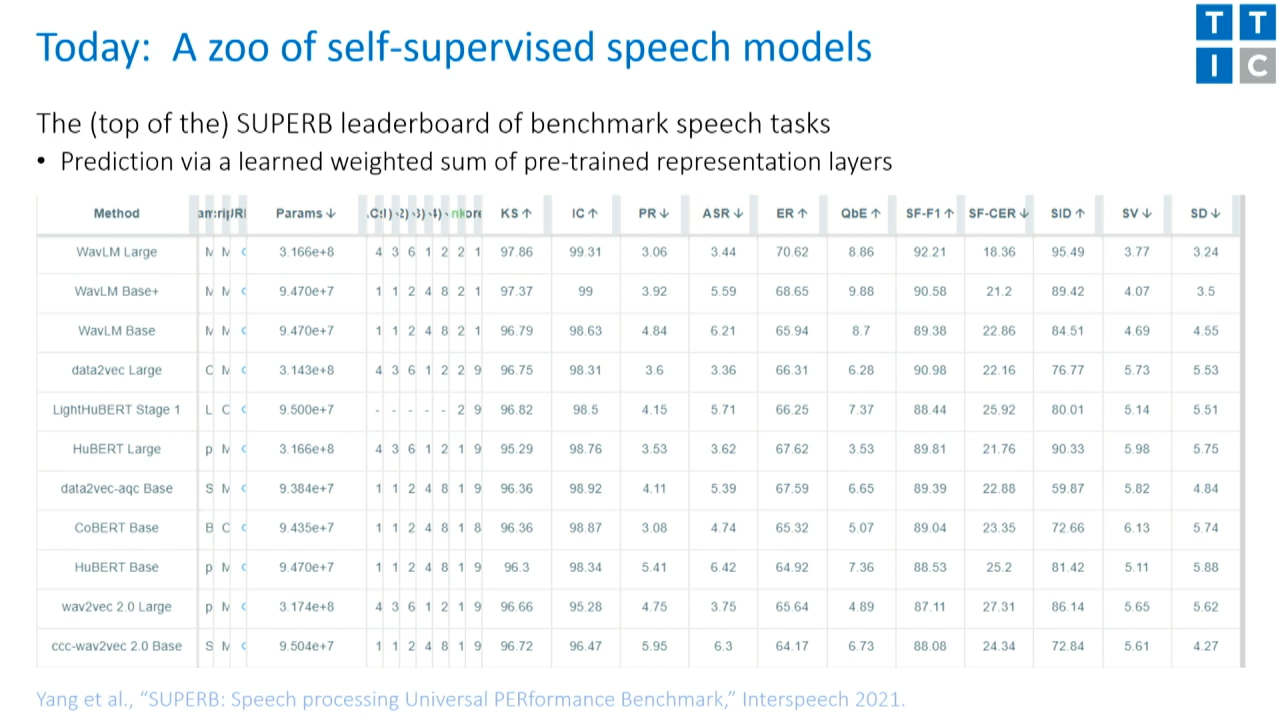 Today: A zoo of self-supervised speech models
T T
I C
The (top of the) SUPERB leaderboard of benchmark speech tasks
• Prediction via a learned weighted sum of pre-trained representation layers
Method Params ↓ KS ↑ IC ↑ PR ↓ ASR ↓ ER ↑ QbE ↑ SF-F1 ↑ SF-CER ↓ SID ↑ SV ↓ SD ↓
WavLM Large M M 3.166e+8 4 3 6 1 2 2 1 97.86 99.31 3.06 3.44 70.62 8.86 92.21 18.36 95.49 3.77 3.24
WavLM Base+ M M 9.470e+7 1 1 2 4 8 2 1 97.37 99 3.92 5.59 68.65 9.88 90.58 21.2 89.42 4.07 3.5
WavLM Base M M 9.470e+7 1 1 2 4 8 2 1 96.79 98.63 4.84 6.21 65.94 8.7 89.38 22.86 84.51 4.69 4.55
data2vec Large C M 3.143e+8 4 3 6 1 2 2 9 96.75 98.31 3.6 3.36 66.31 6.28 90.98 22.16 76.77 5.73 5.53
LightHuBERT Stage 1 L C 9.500e+7 - - - - - 2 9 96.82 98.5 4.15 5.71 66.25 7.37 88.44 25.92 80.01 5.14 5.51
HuBERT Large p M 3.166e+8 4 3 6 1 2 1 9 95.29 98.76 3.53 3.62 67.62 3.53 89.81 21.76 90.33 5.98 5.75
data2vec-aqc Base S M 9.384e+7 1 1 2 4 8 1 9 96.36 98.92 4.11 5.39 67.59 6.65 89.39 22.88 59.87 5.82 4.84
CoBERT Base B C 9.435e+7 1 1 2 4 8 1 8 96.36 98.87 3.08 4.74 65.32 5.07 89.04 23.35 72.66 6.13 5.74
HuBERT Base p M 9.470e+7 1 1 2 4 8 1 9 96.3 98.34 5.41 6.42 64.92 7.36 88.53 25.2 81.42 5.11 5.88
wav2vec 2.0 Large p M 3.174e+8 4 3 6 1 2 1 9 96.66 95.28 4.75 3.75 65.64 4.89 87.11 27.31 86.14 5.65 5.62
ccc-wav2vec 2.0 Base S M 9.504e+7 1 1 2 4 8 1 9 96.72 96.47 5.95 6.3 64.17 6.73 88.08 24.34 72.84 5.61 4.27
Yang et al., “SUPERB: Speech processing Universal PERformance Benchmark,” Interspeech 2021.